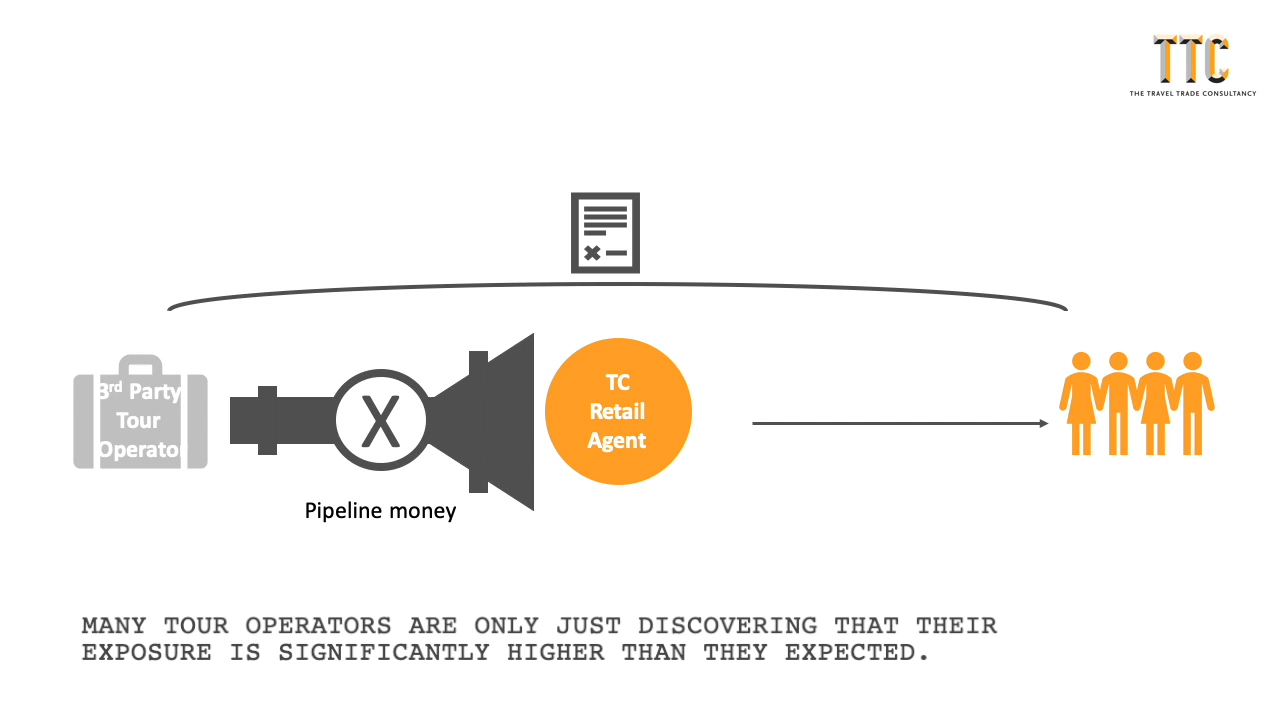 TTC
THE TRAVEL TRADE CONSULTANCY
3rd Party
Tour
Operator
X
TC
Retail
Agent
Pipeline money
MANY TOUR OPERATORS ARE ONLY JUST DISCOVERING THAT THEIR
EXPOSURE IS SIGNIFICANTLY HIGHER THAN THEY EXPECTED.